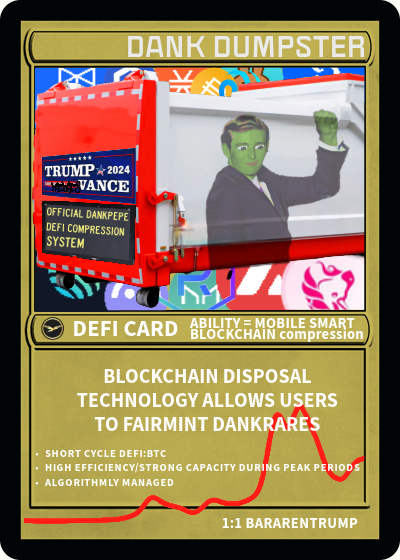 DANK DUMPSTER
TRUMP 2024
VANCE
OFFICIAL DANKPEPE
DEFI COMPRESSION
SYSTEM
DEFI CARD
ABILITY = MOBILE SMART
BLOCKCHAIN compression
BLOCKCHAIN DISPOSAL
TECHNOLOGY ALLOWS USERS
TO FAIRMINT DANKRARES
• SHORT CYCLE DEFI:BTC
• HIGH EFFICIENCY/STRONG CAPACITY DURING PEAK PERIODS
• ALGORITHMLY MANAGED
1:1 BARARENTRUMP